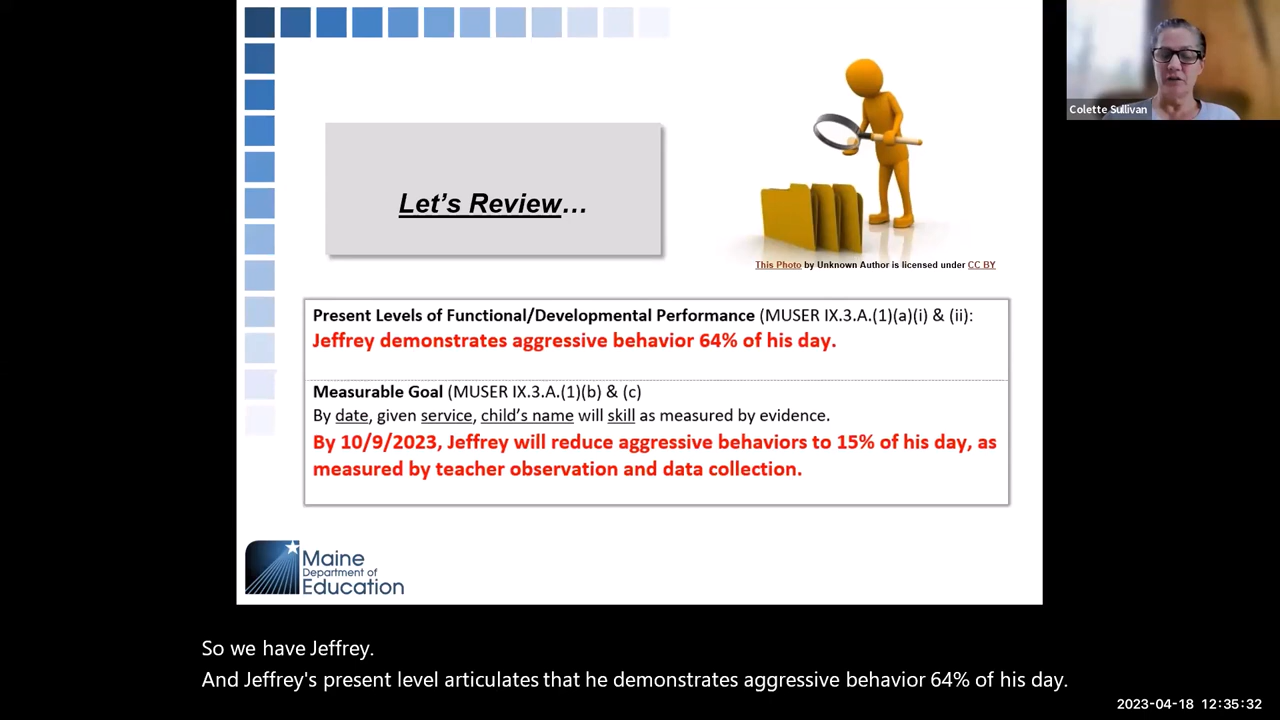 Colette Sullivan
Let's Review...
This Photo by Unknown Author is licensed under CC BY
Present Levels of Functional/Developmental Performance (MUSER IX.3.A.(1)(a)(i) & (ii):
Jeffrey demonstrates aggressive behavior 64% of his day.
Measurable Goal (MUSER IX.3.A.(1)(b) & (c)
By date, given service, child's name will skill as measured by evidence.
By 10/9/2023, Jeffrey will reduce aggressive behaviors to 15% of his day, as
measured by teacher observation and data collection.
Maine
Department of
Education
So we have Jeffrey.
And Jeffrey's present level articulates that he demonstrates aggressive behavior 64% of his day.
2023-04-18 12:35:32